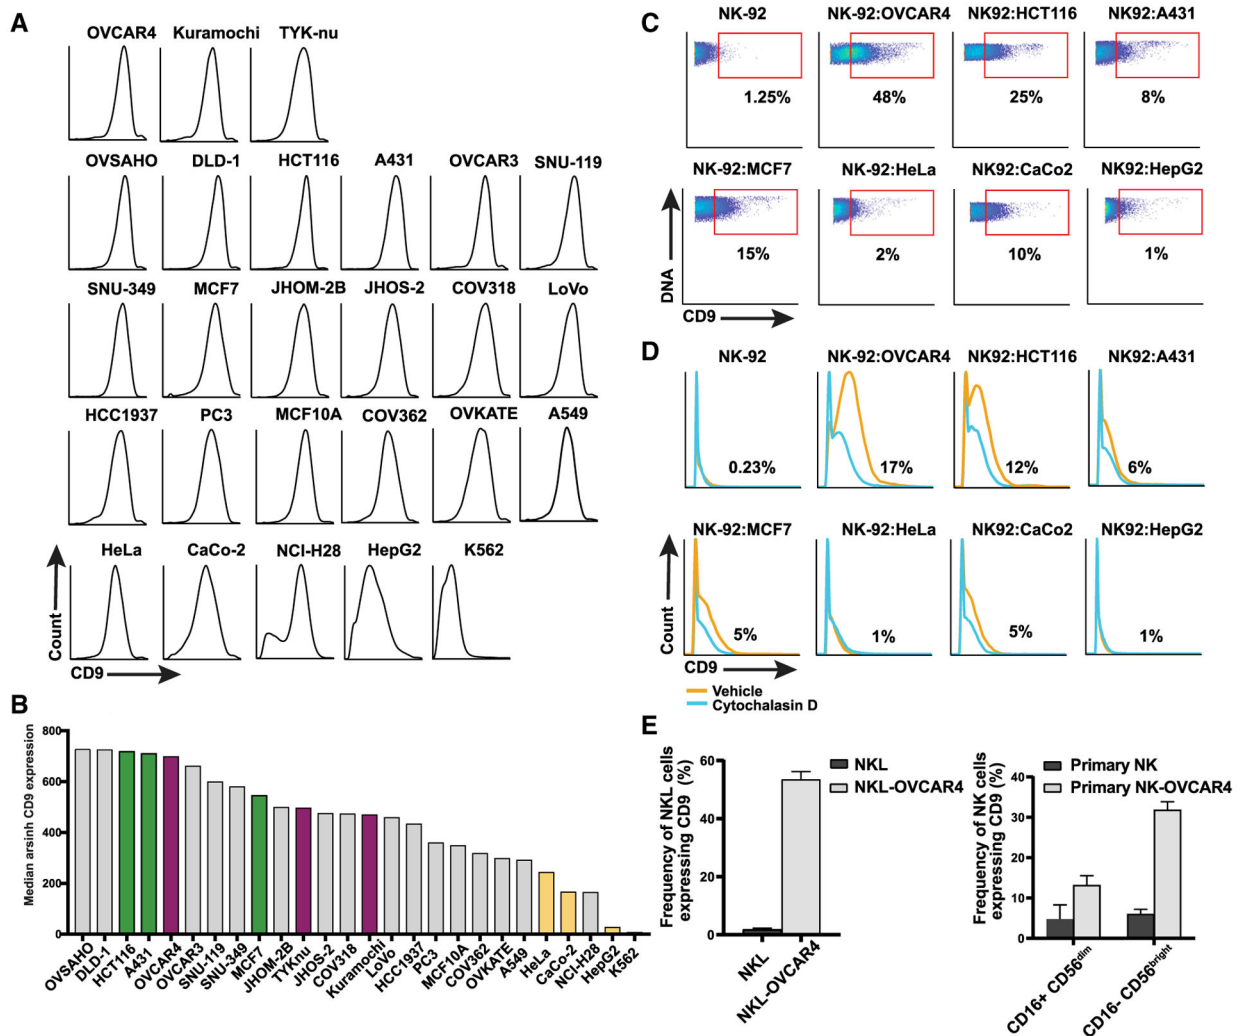 A
OVCAR4 Kuramochi TYK-nu
OVSAHO DLD-1 HCT116 A431 OVCAR3 SNU-119
SNU-349 MCF7 JHOM-2B JHOS-2 COV318 LoVo
HCC1937 PC3 MCF10A COV362 OVKATE A549
HeLa CaCo-2 NCI-H28 HepG2 K562
Count
CD9
B
Median arsinh CD9 expression
800
600
400
200
0
OVSAHO DLD-1 HCT116 A431 OVCAR4 OVCAR3 SNU-119 SNU-349 MCF7 JHOM-2B TYKnu JHOS-2 COV318 Kuramochi LoVo HCC1937 PC3 MCF10A COV362 OVKATE A549 HeLa CaCo-2 NCI-H28 HepG2 K562
C
NK-92 NK-92:OVCAR4 NK92:HCT116 NK92:A431
1.25% 48% 25% 8%
NK-92:MCF7 NK-92:HeLa NK92:CaCo2 NK92:HepG2
15% 2% 10% 1%
DNA
CD9
D
NK-92 NK-92:OVCAR4 NK92:HCT116 NK92:A431
0.23% 17% 12% 6%
NK-92:MCF7 NK-92:HeLa NK92:CaCo2 NK92:HepG2
5% 1% 5% 1%
Count
CD9
Vehicle
Cytochalasin D
E
Frequency of NKL cells
expressing CD9 (%)
60
40
20
0
NKL
NKL-OVCAR4
NKL
NKL-OVCAR4
Frequency of NK cells
expressing CD9 (%)
Primary NK
Primary NK-OVCAR4
40
30
20
10
0
CD16+ CD56dim
CD16- CD56bright